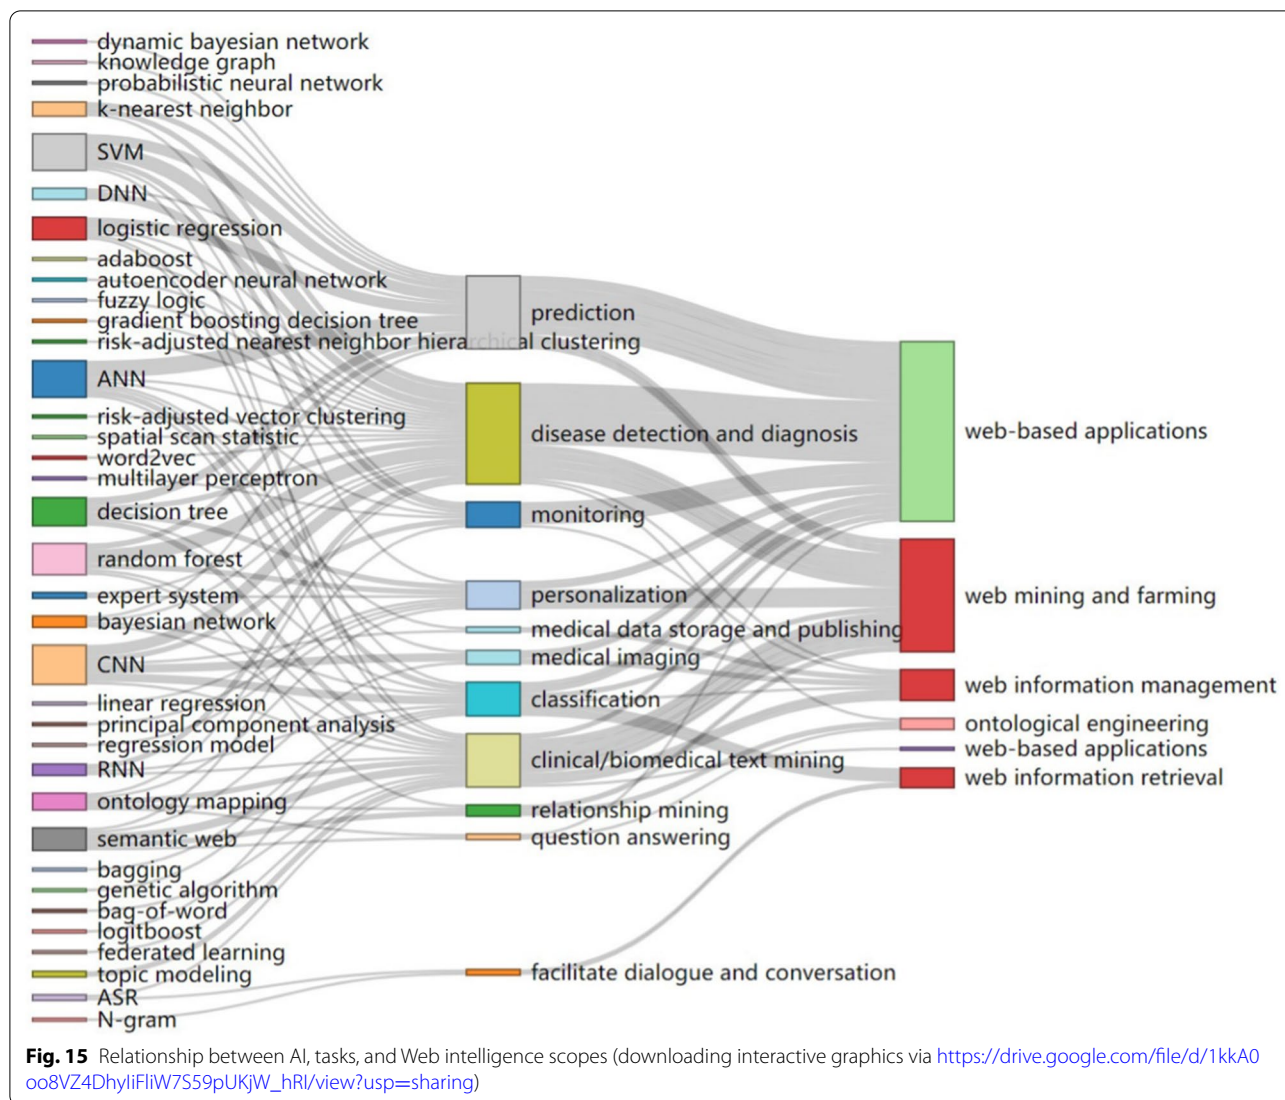 dynamic bayesian network
knowledge graph
probabilistic neural network
k-nearest neighbor
SVM
DNN
logistic regression
adaboost
autoencoder neural network
fuzzy logic
gradient boosting decision tree
risk-adjusted nearest neighbor hierarchical clustering
ANN
risk-adjusted vector clustering
spatial scan statistic
word2vec
multilayer perceptron
decision tree
random forest
expert system
bayesian network
CNN
linear regression
principal component analysis
regression model
RNN
ontology mapping
semantic web
bagging
genetic algorithm
bag-of-word
logitboost
federated learning
topic modeling
ASR
N-gram
prediction
disease detection and diagnosis
monitoring
personalization
medical data storage and publishing
medical imaging
classification
clinical/biomedical text mining
relationship mining
question answering
facilitate dialogue and conversation
web-based applications
web mining and farming
web information management
ontological engineering
web-based applications
web information retrieval
Fig. 15 Relationship between AI, tasks, and Web intelligence scopes (downloading interactive graphics via https://drive.google.com/file/d/1kkA0
oo8VZ4DhyIiFliW7S59pUKjW_hRI/view?usp=sharing)